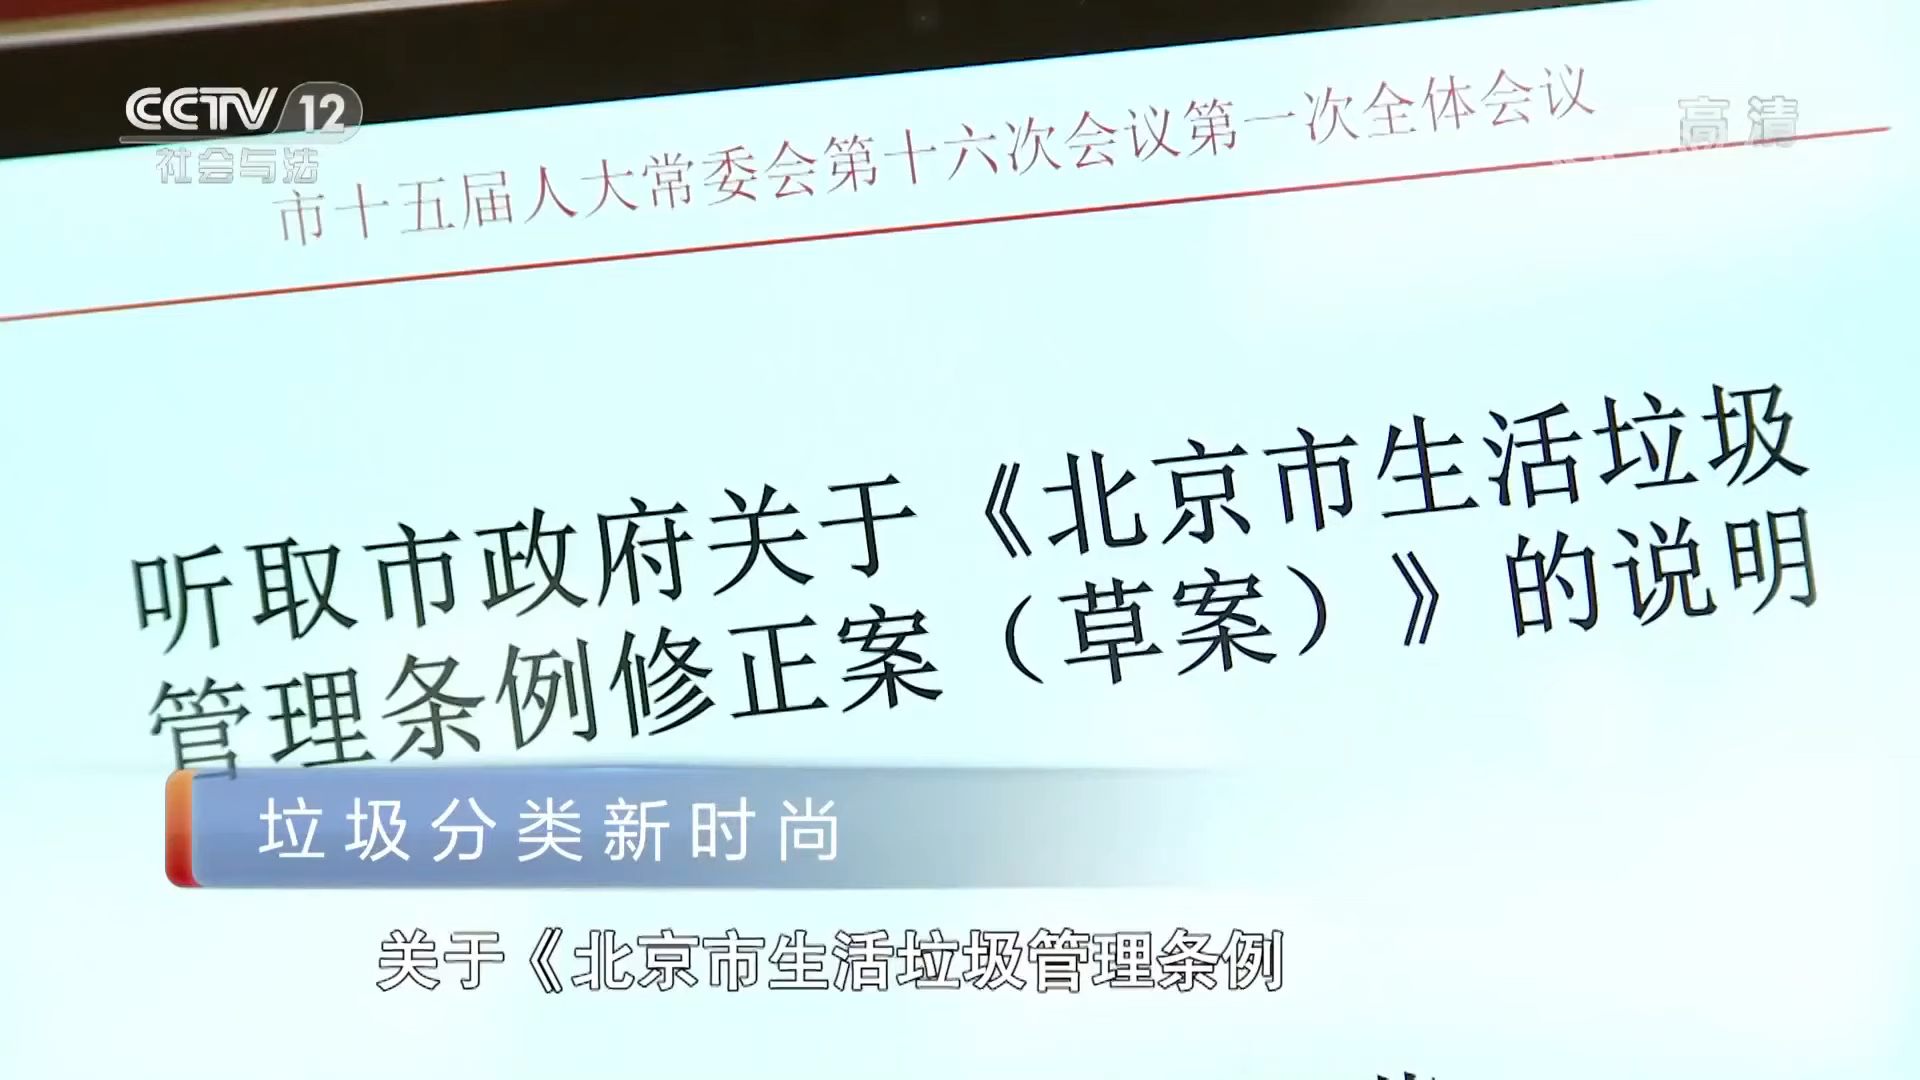 CCTV 12
社会与法
高清
市十五届人大常委会第十六次会议第一次全体会议
听取市政府关于《北京市生活垃圾
管理条例修正案（草案）》的说明
垃圾分类新时尚
关于《北京市生活垃圾管理条例